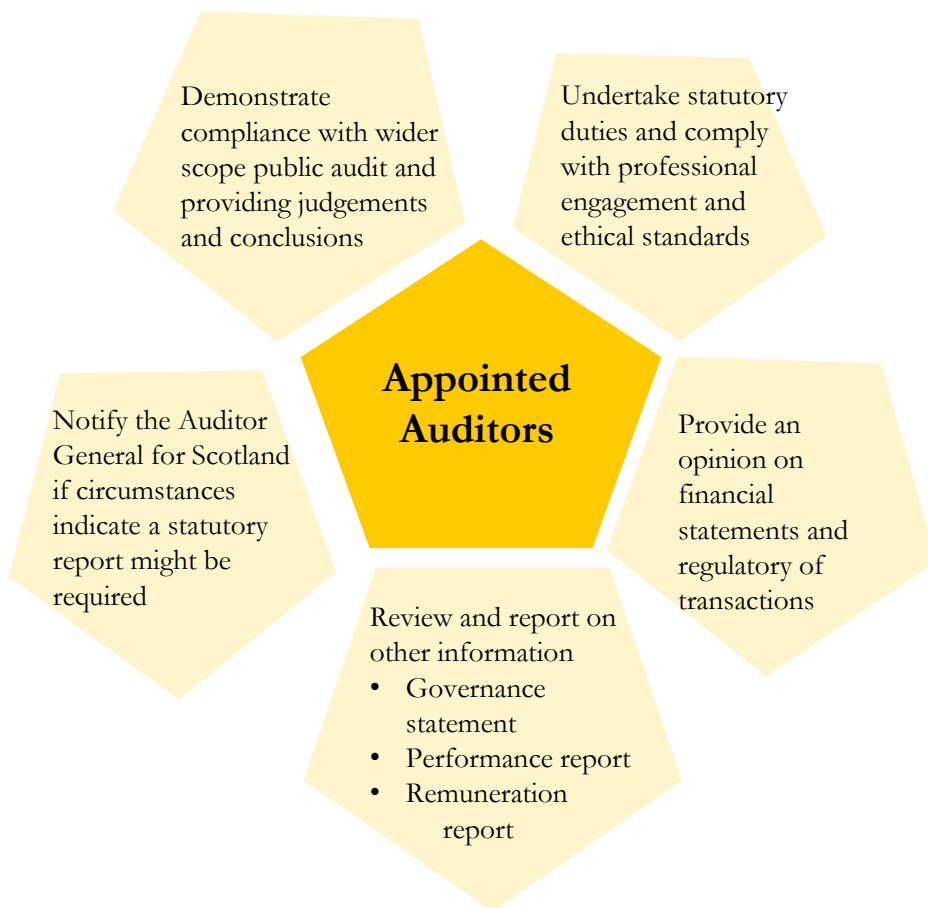 Demonstrate
compliance with wider
scope public audit and
providing judgements
and conclusions
Undertake statutory
duties and comply
with professional
engagement and
ethical standards
Appointed
Auditors
Notify the Auditor
General for Scotland
if circumstances
indicate a statutory
report might be
required
Provide an
opinion on
financial
statements and
regulatory of
transactions
Review and report on
other information
• Governance
statement
• Performance report
• Remuneration
report